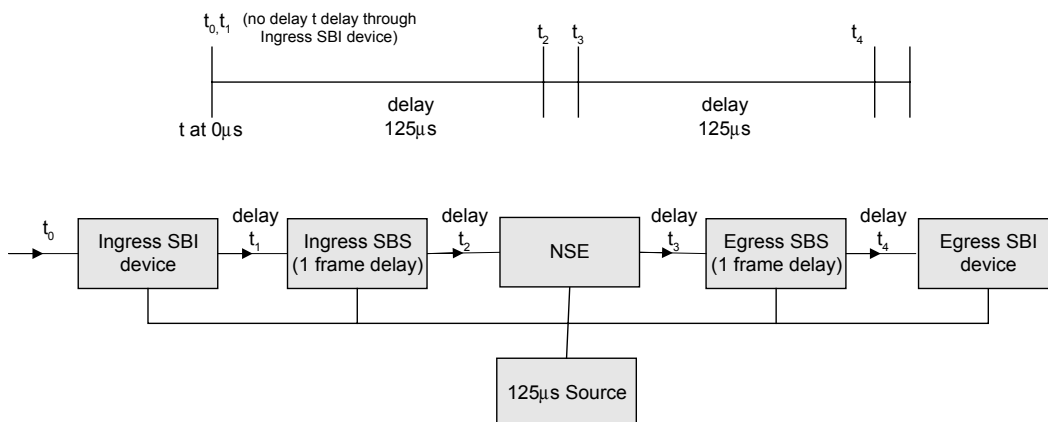 t0,t1 (no delay t delay through
Ingress SBI device)
t2
t3
t4
delay
125μs
delay
125μs
t at 0μs
t0
Ingress SBI
device
delay
t1
Ingress SBS
(1 frame delay)
delay
t2
NSE
delay
t3
Egress SBS
(1 frame delay)
delay
t4
Egress SBI
device
125μs Source